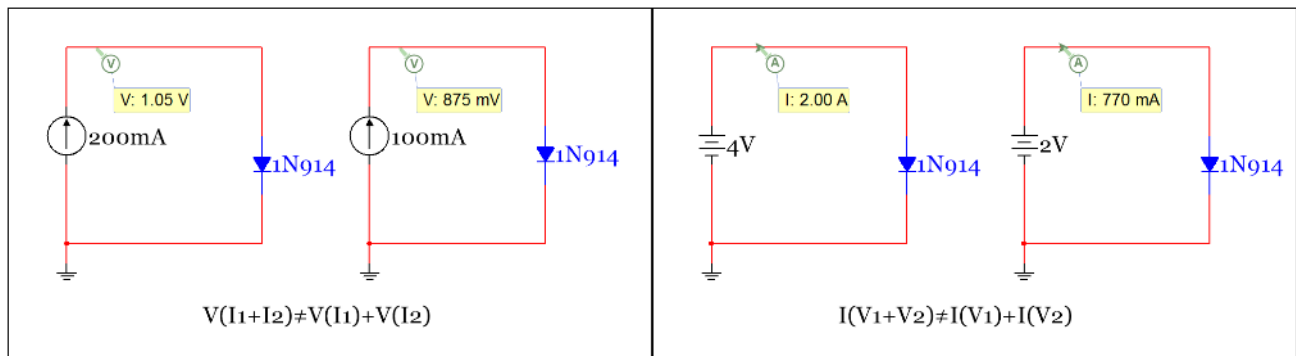 V
V: 1.05 V
200mA
1N914
V
V: 875 mV
100mA
1N914
V(I1+I2)≠V(I1)+V(I2)
A
I: 2.00 A
4V
1N914
A
I: 770 mA
2V
1N914
I(V1+V2)≠I(V1)+I(V2)